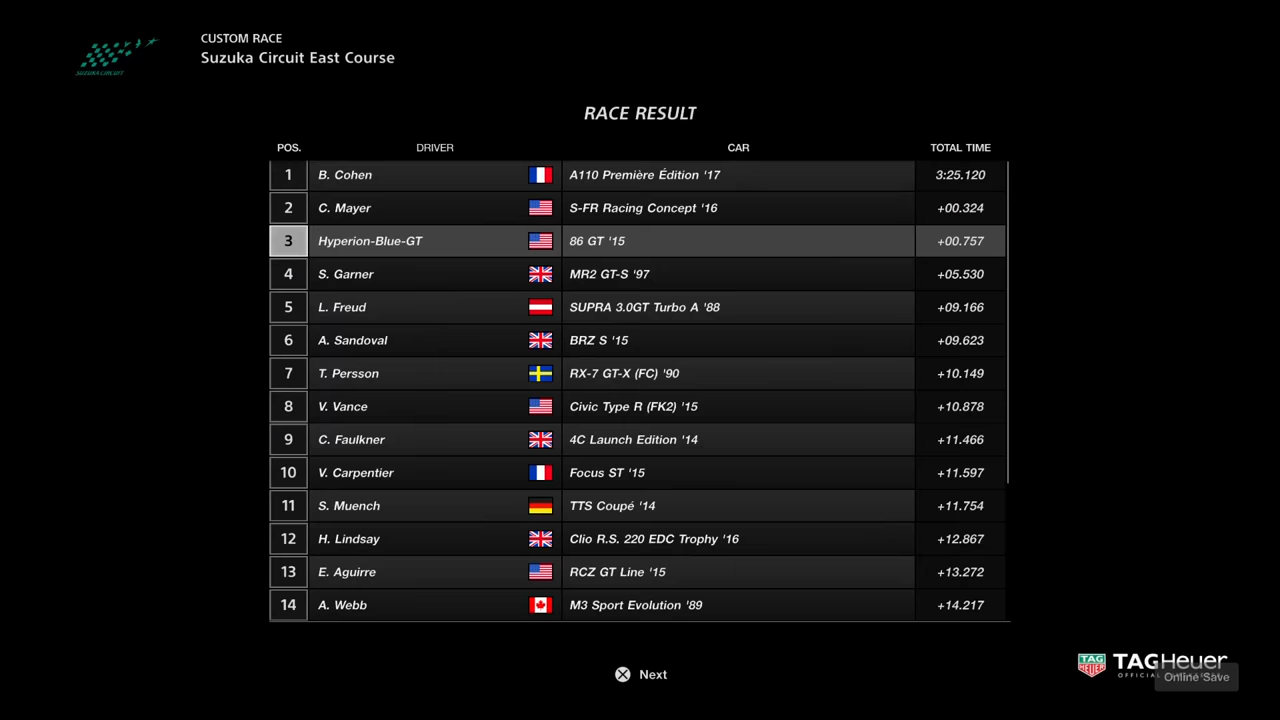 CUSTOM RACE
Suzuka Circuit East Course
SUZUKA CIRCUIT
RACE RESULT
POS. DRIVER CAR TOTAL TIME
1 B. Cohen A110 Première Édition '17 3:25.120
2 C. Mayer S-FR Racing Concept '16 +00.324
3 Hyperion-Blue-GT 86 GT '15 +00.757
4 S. Garner MR2 GT-S '97 +05.530
5 L. Freud SUPRA 3.0GT Turbo A '88 +09.166
6 A. Sandoval BRZ S '15 +09.623
7 T. Persson RX-7 GT-X (FC) '90 +10.149
8 V. Vance Civic Type R (FK2) '15 +10.878
9 C. Faulkner 4C Launch Edition '14 +11.466
10 V. Carpentier Focus ST '15 +11.597
11 S. Muench TTS Coupé '14 +11.754
12 H. Lindsay Clio R.S. 220 EDC Trophy '16 +12.867
13 E. Aguirre RCZ GT Line '15 +13.272
14 A. Webb M3 Sport Evolution '89 +14.217
Next
TAG HEUER TAGHeuer
OFFICIAL
Online Save